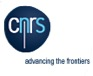 cnrs
advancing the frontiers